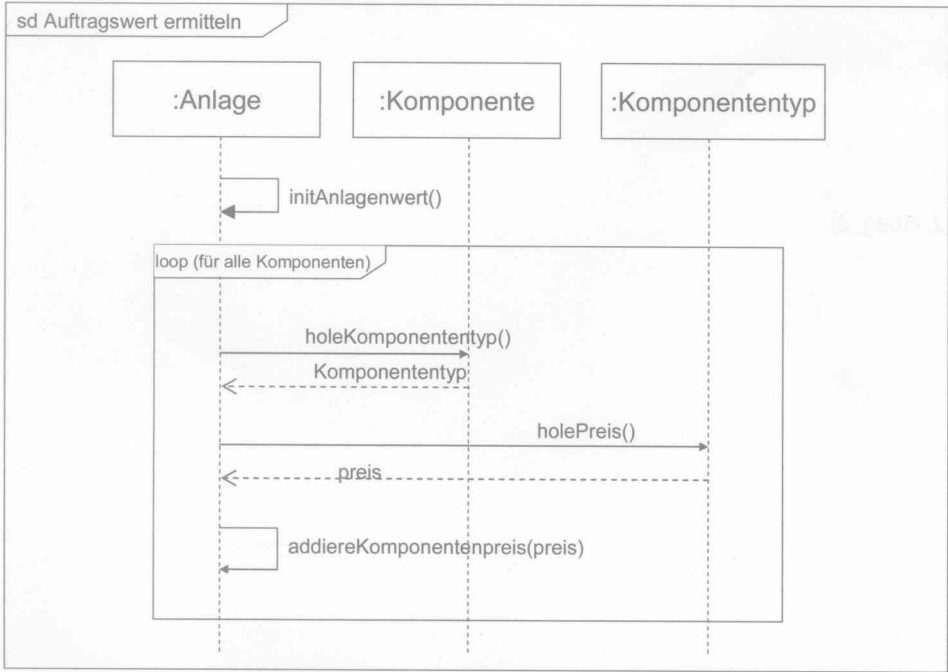 sd Auftragswert ermitteln
:Anlage
:Komponente
:Komponententyp
initAnlagenwert()
loop (für alle Komponenten)
holeKomponententyp()
Komponententyp
holePreis()
preis
addiereKomponentenpreis(preis)